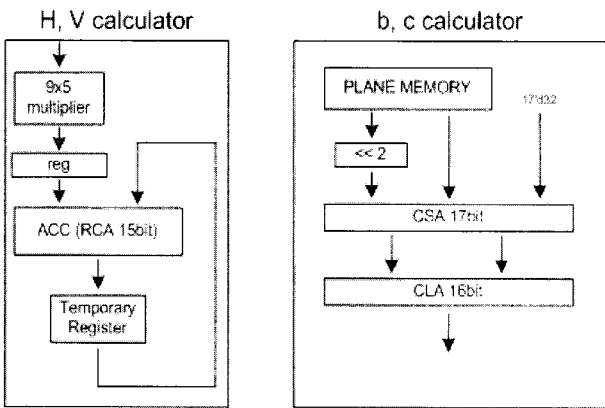 H, V calculator
9x5
multiplier
reg
ACC (RCA 15bit)
Temporary
Register
b, c calculator
PLANE MEMORY
17'd32
<< 2
CSA 17bit
CLA 16bit